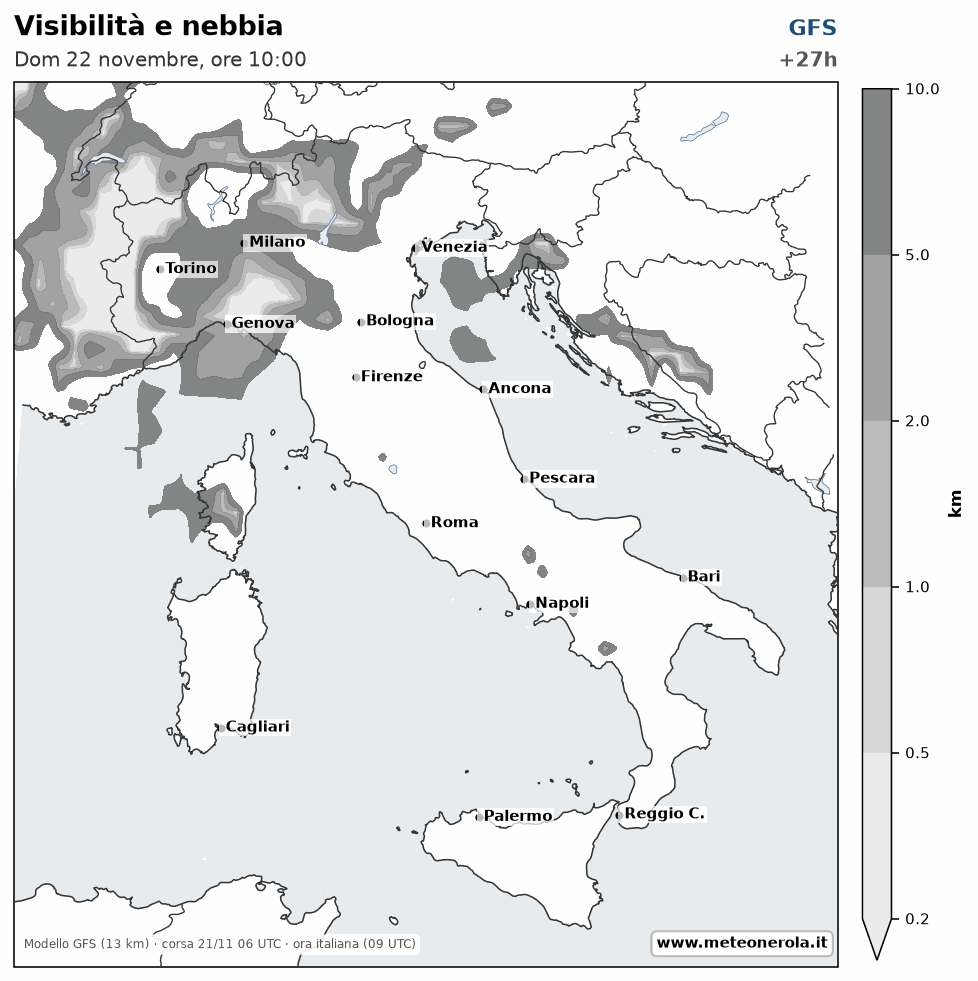 Visibilità e nebbia
GFS
Dom 22 novembre, ore 10:00
+27h
10.0
5.0
2.0
1.0
0.5
0.2
km
Milano
Venezia
Torino
Genova
Bologna
Firenze
Ancona
Pescara
Roma
Bari
Napoli
Cagliari
Palermo
Reggio C.
Modello GFS (13 km) · corsa 21/11 06 UTC · ora italiana (09 UTC)
www.meteonerola.it